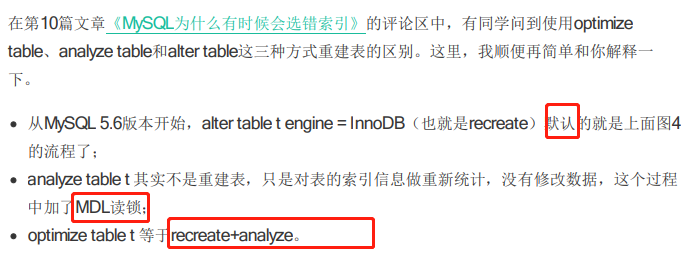 在第10篇文章《MySQL为什么有时候会选错索引》的评论区中，有同学问到使用optimize
table、analyze table和alter table这三种方式重建表的区别。这里，我顺便再简单和你解释一
下。
• 从MySQL 5.6版本开始，alter table t engine = InnoDB（也就是recreate）默认的就是上面图4
的流程了；
• analyze table t 其实不是重建表，只是对表的索引信息做重新统计，没有修改数据，这个过程
中加了MDL读锁；
• optimize table t 等于recreate+analyze。